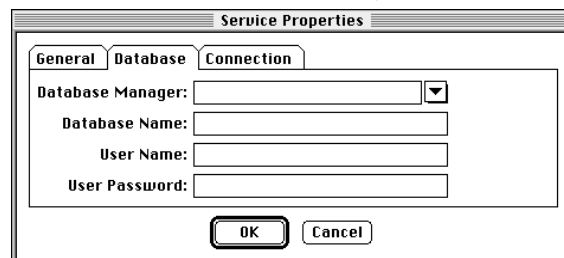 Service Properties
General Database Connection
Database Manager:
Database Name:
User Name:
User Password:
OK Cancel